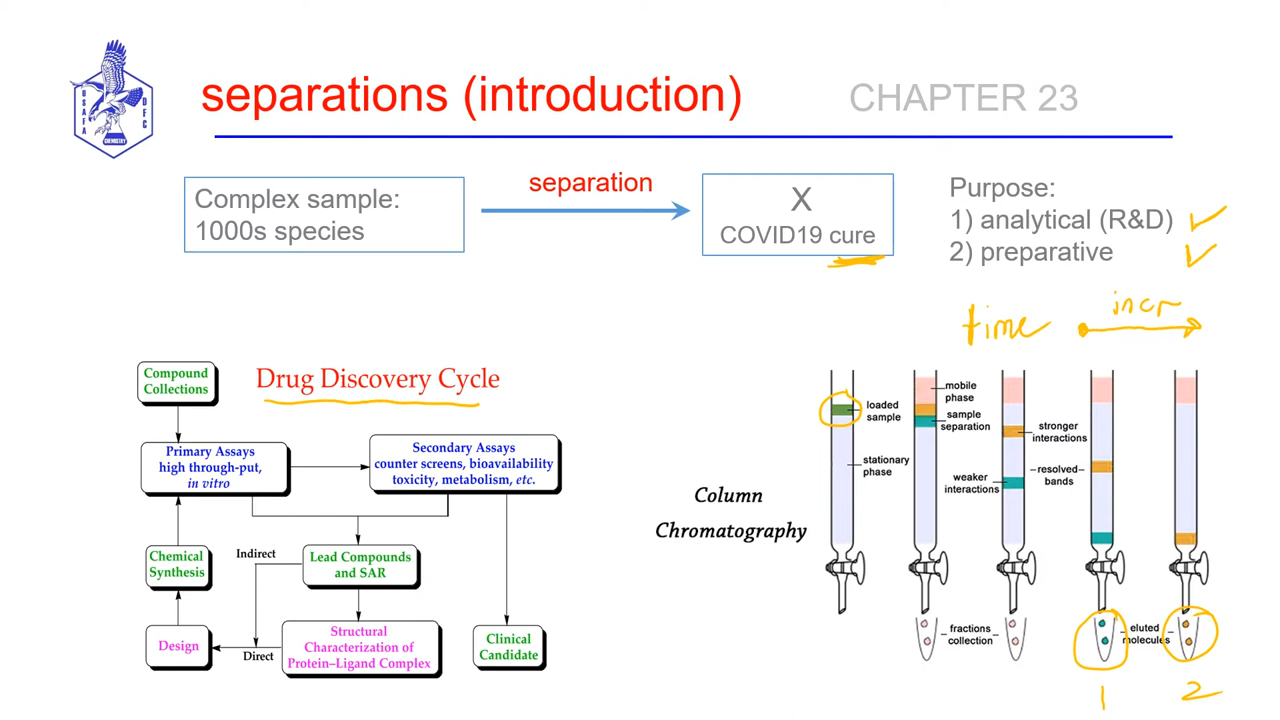 USAFA
DFC
CHEMISTRY
separations (introduction)
CHAPTER 23
Complex sample:
1000s species
separation
X
COVID19 cure
Purpose:
1) analytical (R&D)
2) preparative
time
incr
Drug Discovery Cycle
Compound
Collections
Primary Assays
high through-put,
in vitro
Secondary Assays
counter screens, bioavailability
toxicity, metabolism, etc.
Chemical
Synthesis
Indirect
Lead Compounds
and SAR
Design
Direct
Structural
Characterization of
Protein–Ligand Complex
Clinical
Candidate
Column
Chromatography
loaded
sample
stationary
phase
mobile
phase
sample
separation
weaker
interactions
stronger
interactions
resolved
bands
fractions
collection
eluted
molecules
1
2